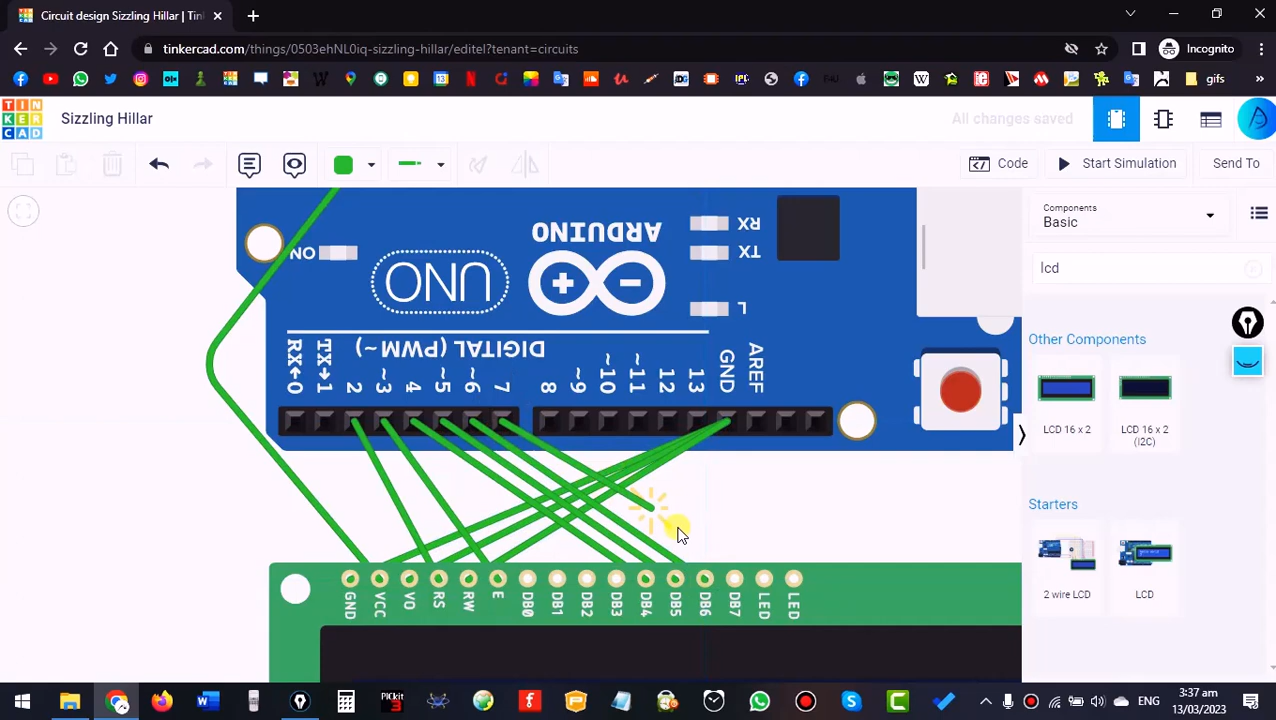 Circuit design Sizzling Hillar | Tin
tinkercad.com/things/0503ehNL0iq-sizzling-hillar/editel?tenant=circuits
Incognito
gifs
TIN
KER
CAD
Sizzling Hillar
All changes saved
Code
Start Simulation
Send To
Components
Basic
lcd
Other Components
LCD 16 x 2
LCD 16 x 2
(I2C)
Starters
2 wire LCD
LCD
ON
UNO
ARDUINO
RX
TX
L
DIGITAL (PWM ~)
RX←0
TX→1
2
~3
4
~5
~6
7
8
~9
~10
~11
12
13
GND
AREF
GND
VCC
VO
RS
RW
E
DB0
DB1
DB2
DB3
DB4
DB5
DB6
DB7
LED
LED
ENG
3:37 am
13/03/2023